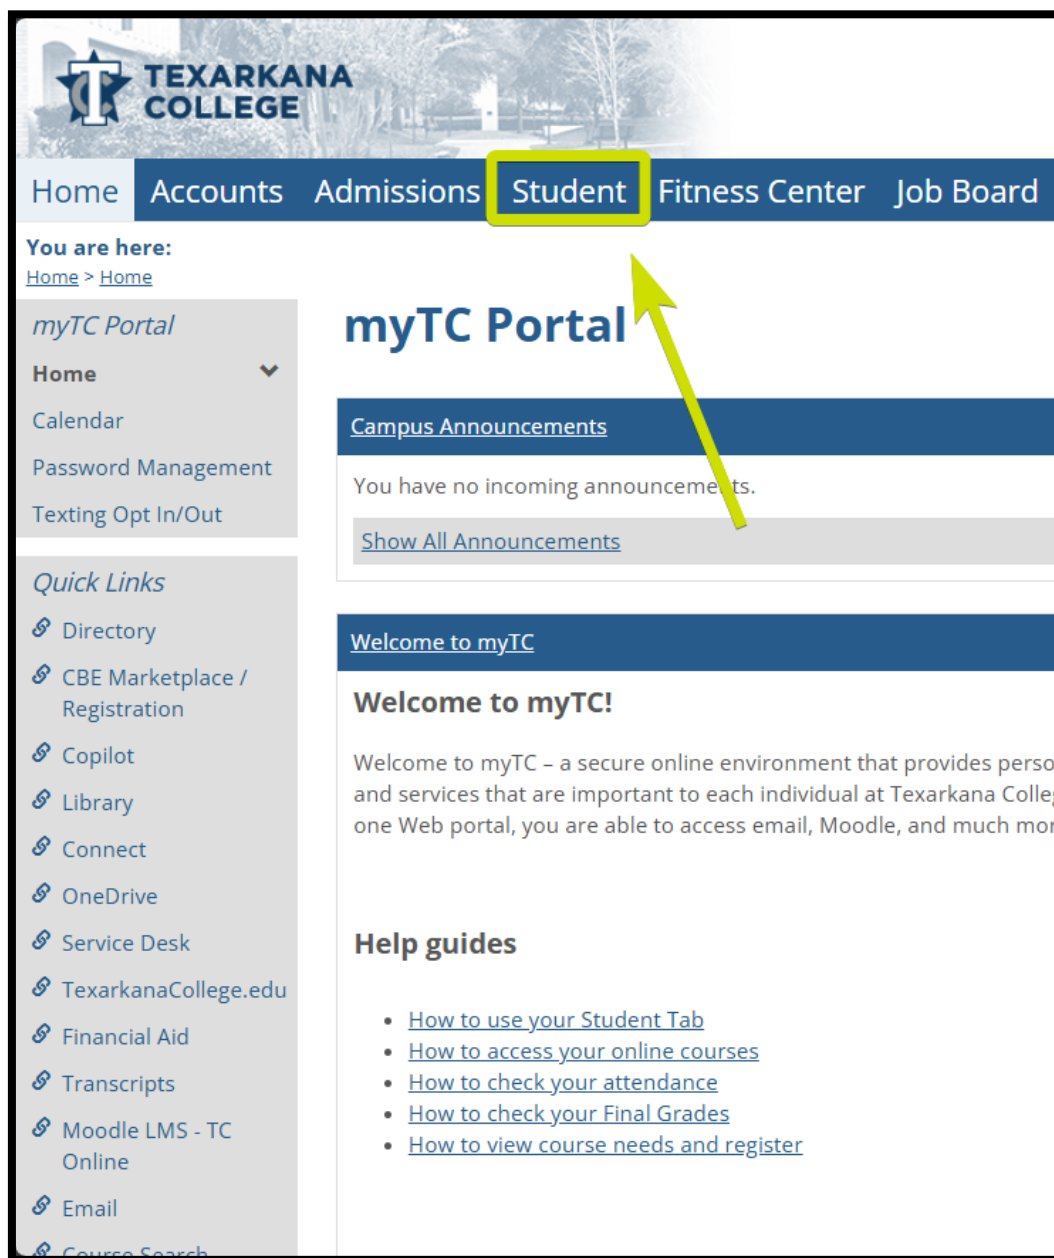 TEXARKANA
COLLEGE
Home Accounts Admissions Student Fitness Center Job Board
You are here:
Home > Home
myTC Portal
Home
Calendar
Password Management
Texting Opt In/Out
Quick Links
Directory
CBE Marketplace /
Registration
Copilot
Library
Connect
OneDrive
Service Desk
TexarkanaCollege.edu
Financial Aid
Transcripts
Moodle LMS - TC
Online
Email
Course Search
myTC Portal
Campus Announcements
You have no incoming announcements.
Show All Announcements
Welcome to myTC
Welcome to myTC!
Welcome to myTC – a secure online environment that provides perso
and services that are important to each individual at Texarkana Colle
one Web portal, you are able to access email, Moodle, and much mor
Help guides
• How to use your Student Tab
• How to access your online courses
• How to check your attendance
• How to check your Final Grades
• How to view course needs and register